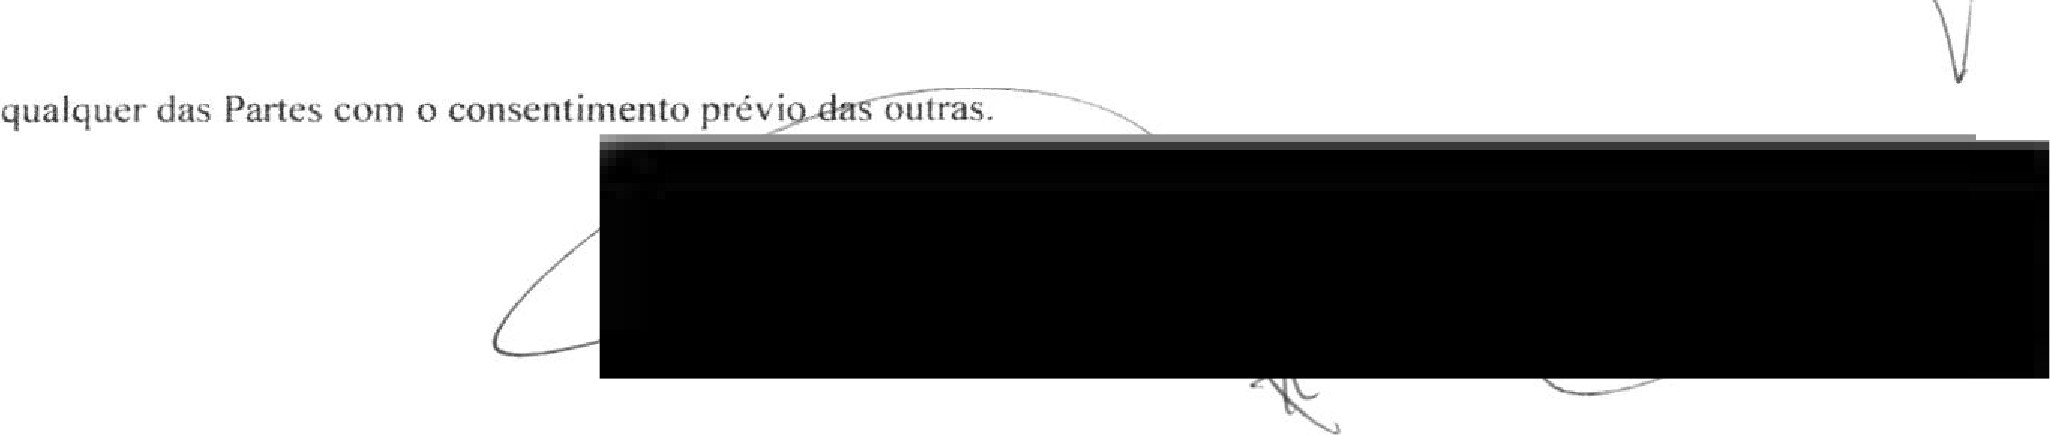 qualquer das Partes com o consentimento prévio das outras.